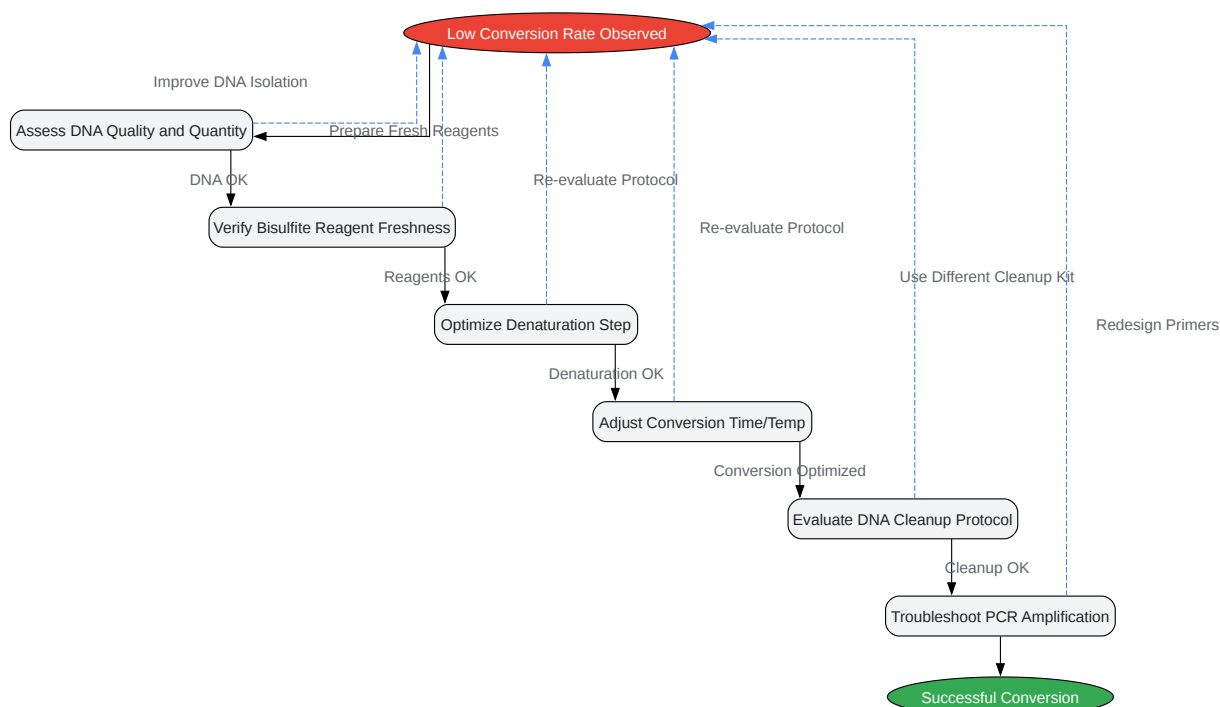 Low Conversion Rate Observed
Improve DNA Isolation
Assess DNA Quality and Quantity
Prepare Fresh Reagents
DNA OK
Re-evaluate Protocol
Verify Bisulfite Reagent Freshness
Re-evaluate Protocol
Reagents OK
Use Different Cleanup Kit
Optimize Denaturation Step
Redesign Primers
Denaturation OK
Adjust Conversion Time/Temp
Conversion Optimized
Evaluate DNA Cleanup Protocol
Cleanup OK
Troubleshoot PCR Amplification
Successful Conversion